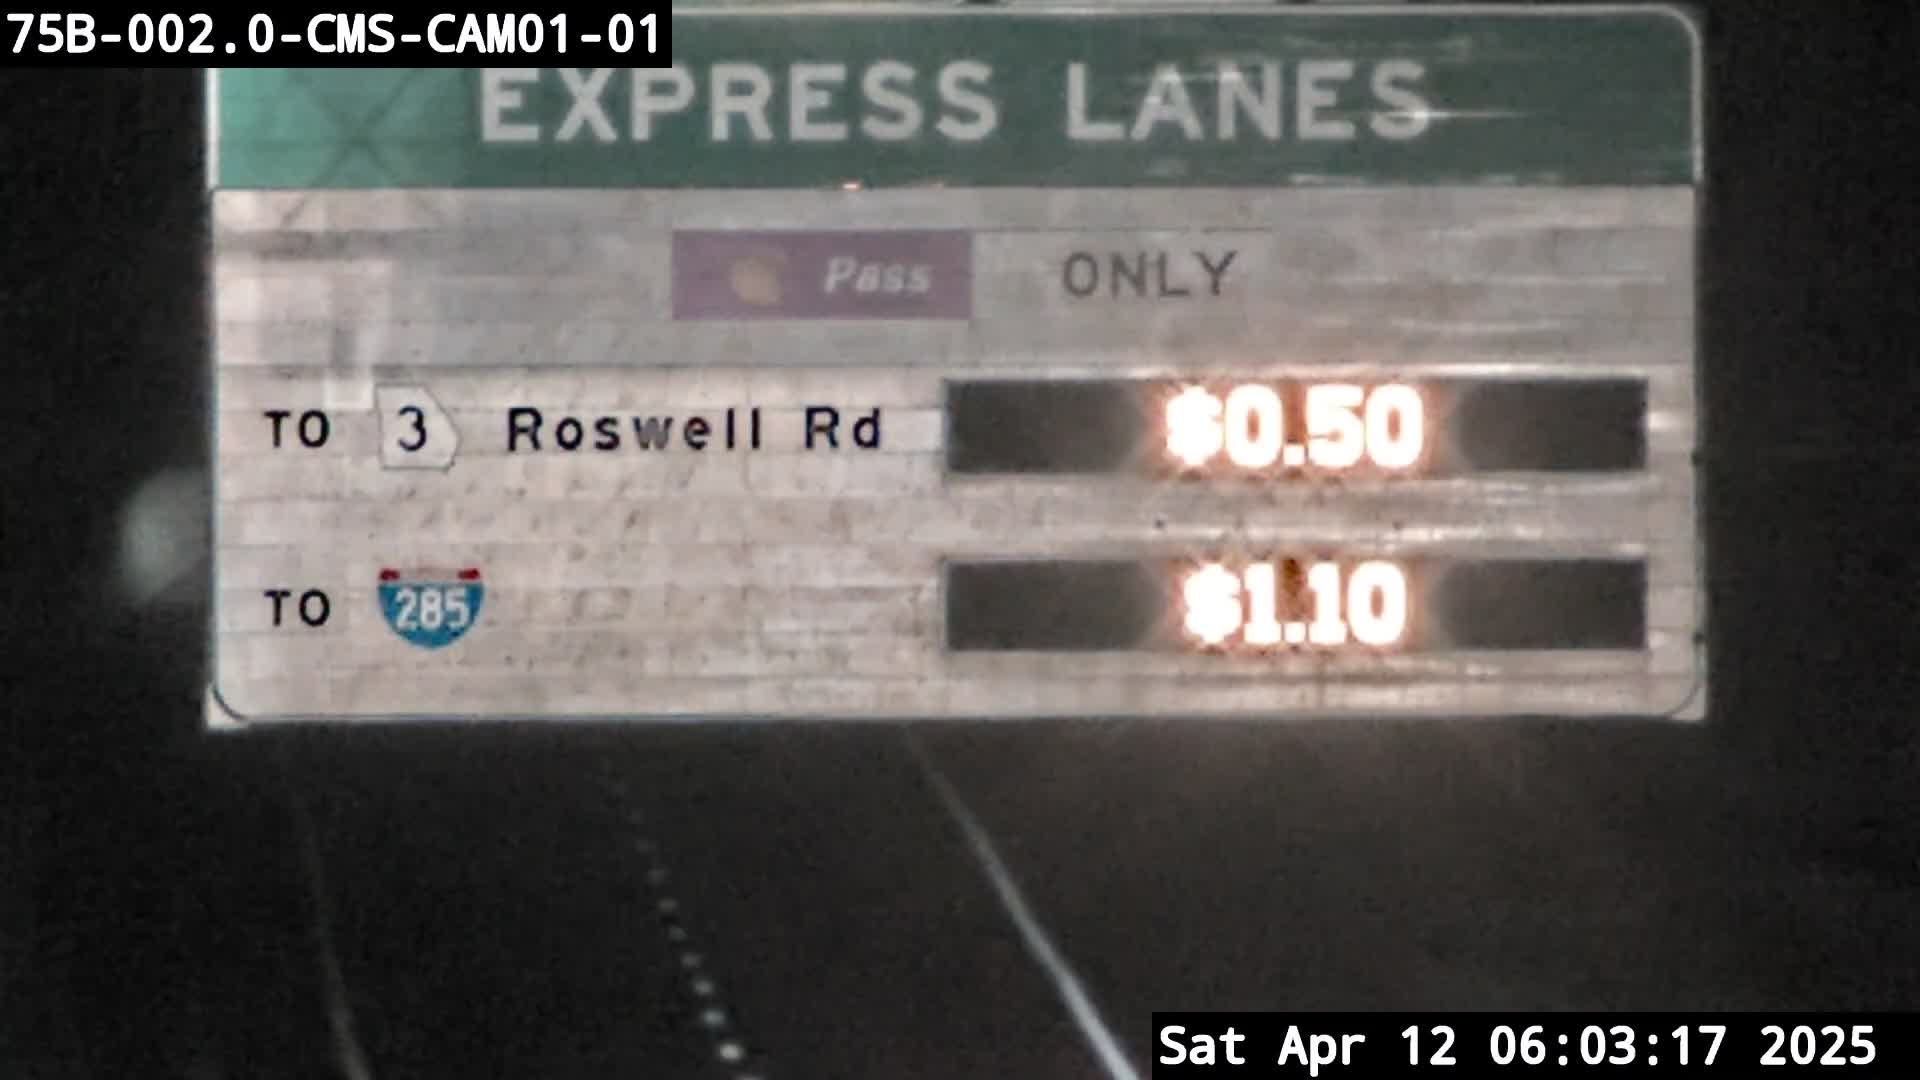 75B-002.0-CMS-CAM01-01
EXPRESS LANES
Pass ONLY
TO 3 Roswell Rd $0.50
TO 285 $1.10
Sat Apr 12 06:03:17 2025